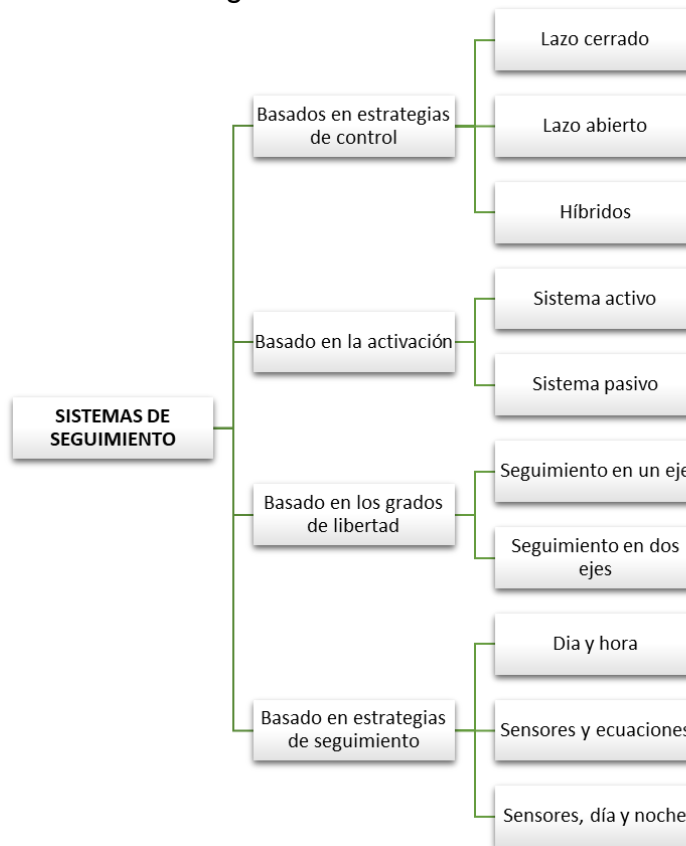 Lazo cerrado
Basados en estrategias
de control
Lazo abierto
Híbridos
Sistema activo
Basado en la activación
Sistema pasivo
SISTEMAS DE
SEGUIMIENTO
Seguimiento en un eje
Basado en los grados
de libertad
Seguimiento en dos
ejes
Dia y hora
Basado en estrategias
de seguimiento
Sensores y ecuaciones
Sensores, día y noche